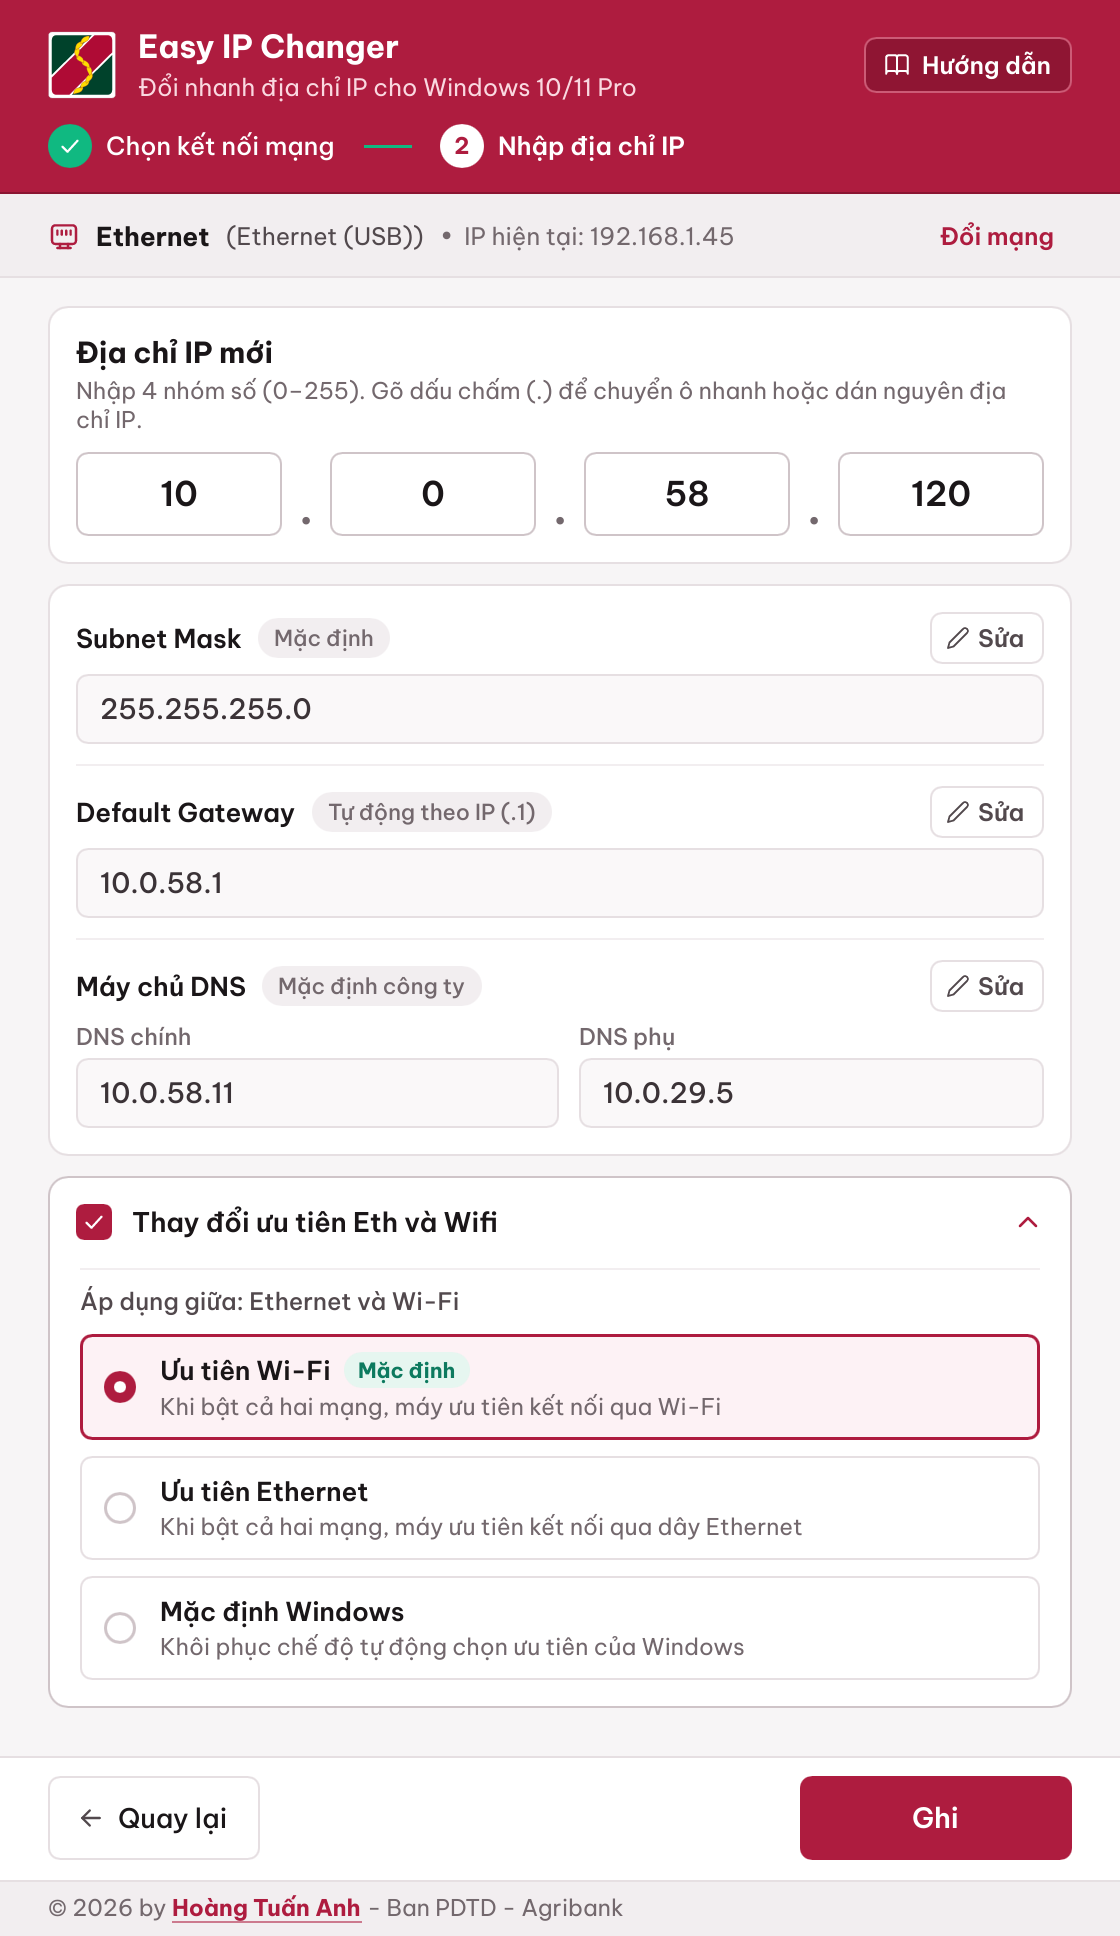 Easy IP Changer
Đổi nhanh địa chỉ IP cho Windows 10/11 Pro
Hướng dẫn
Chọn kết nối mạng
2 Nhập địa chỉ IP
Ethernet (Ethernet (USB)) • IP hiện tại: 192.168.1.45
Đổi mạng
Địa chỉ IP mới
Nhập 4 nhóm số (0–255). Gõ dấu chấm (.) để chuyển ô nhanh hoặc dán nguyên địa
chỉ IP.
10 . 0 . 58 . 120
Subnet Mask Mặc định
Sửa
255.255.255.0
Default Gateway Tự động theo IP (.1)
Sửa
10.0.58.1
Máy chủ DNS Mặc định công ty
Sửa
DNS chính
DNS phụ
10.0.58.11
10.0.29.5
Thay đổi ưu tiên Eth và Wifi
Áp dụng giữa: Ethernet và Wi-Fi
Ưu tiên Wi-Fi Mặc định
Khi bật cả hai mạng, máy ưu tiên kết nối qua Wi-Fi
Ưu tiên Ethernet
Khi bật cả hai mạng, máy ưu tiên kết nối qua dây Ethernet
Mặc định Windows
Khôi phục chế độ tự động chọn ưu tiên của Windows
Quay lại
Ghi
© 2026 by Hoàng Tuấn Anh - Ban PDTD - Agribank